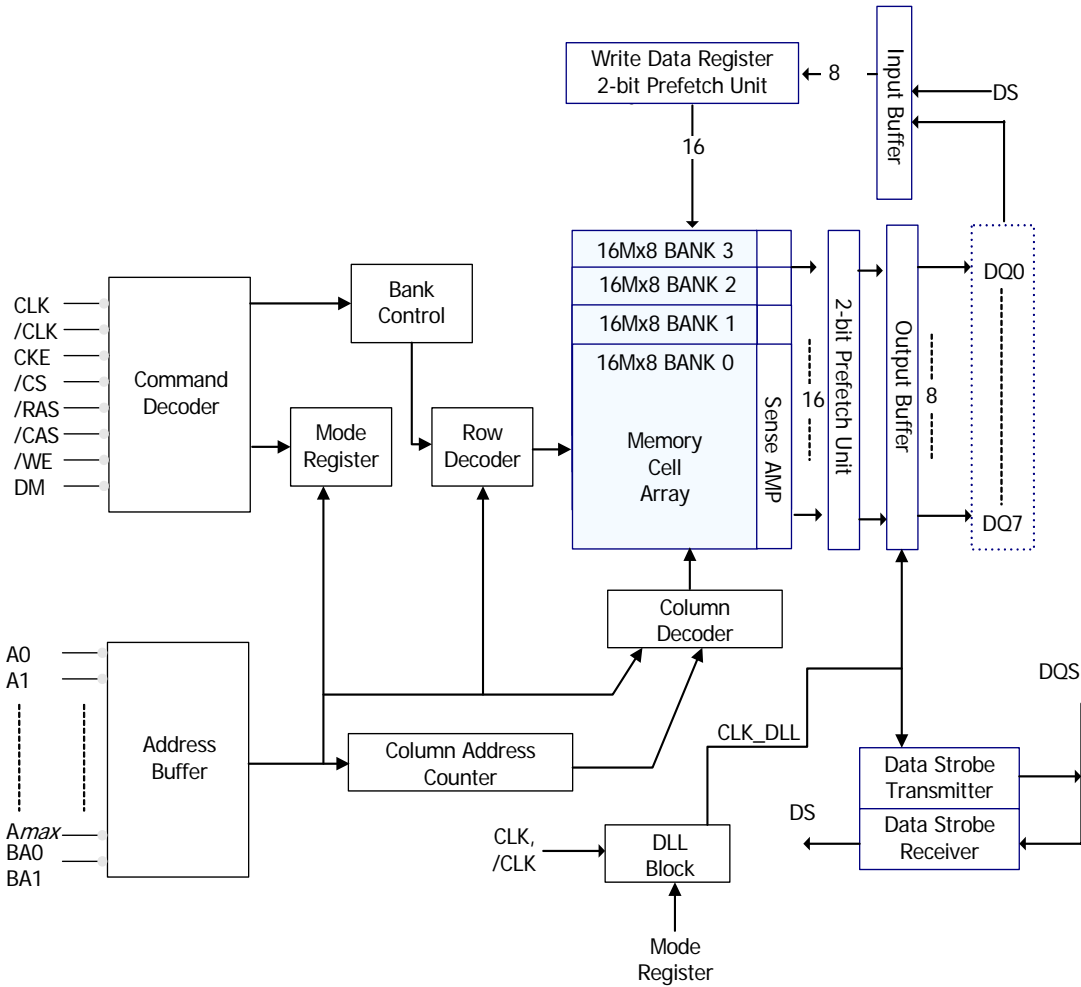 Write Data Register
2-bit Prefetch Unit
8
Input Buffer
DS
16
16Mx8 BANK 3
16Mx8 BANK 2
16Mx8 BANK 1
16Mx8 BANK 0
Memory
Cell
Array
Sense AMP
16
2-bit Prefetch Unit
Output Buffer
8
DQ0
DQ7
CLK
/CLK
CKE
/CS
/RAS
/CAS
/WE
DM
Command
Decoder
Bank
Control
Mode
Register
Row
Decoder
Column
Decoder
A0
A1
Amax
BA0
BA1
Address
Buffer
Column Address
Counter
CLK_DLL
CLK,
/CLK
DLL
Block
Mode
Register
DQS
Data Strobe
Transmitter
Data Strobe
Receiver
DS